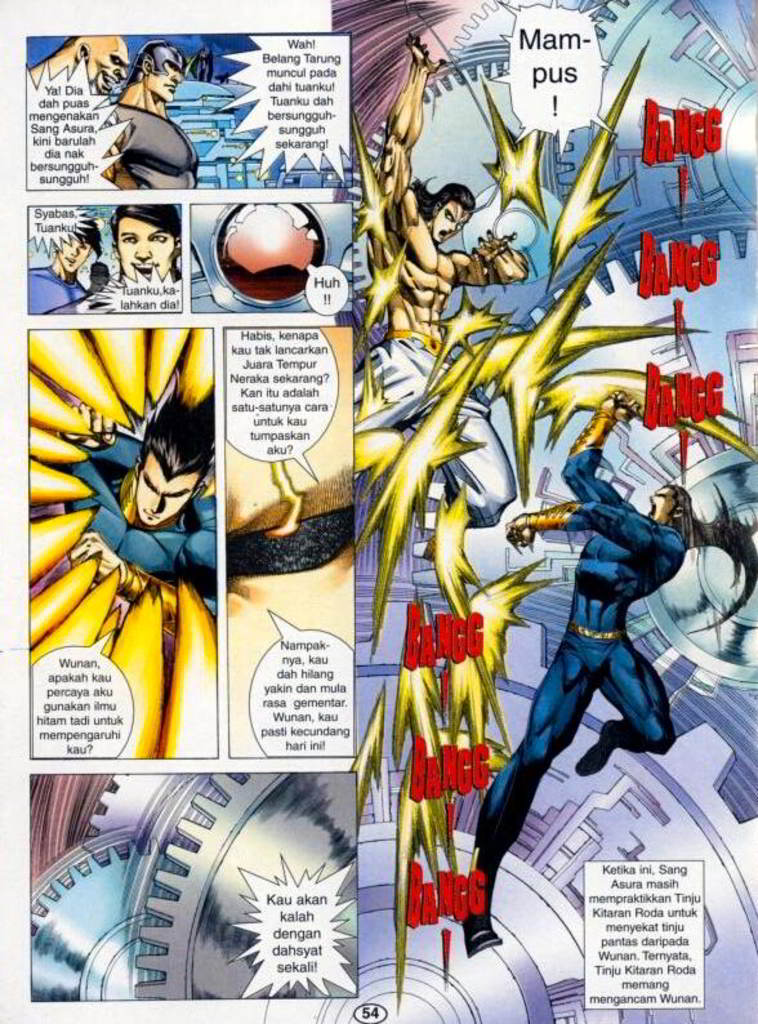 Wah!
Belang Tarung
muncul pada
dahi tuanku!
Tuanku dah
bersungguh-
sungguh
sekarang!
Ya! Dia
dah puas
mengenakan
Sang Asura,
kini barulah
dia nak
bersungguh-
sungguh!
Syabas,
Tuanku!
Tuanku,ka-
lahkan dia!
Huh
!!
Habis, kenapa
kau tak lancarkan
Juara Tempur
Neraka sekarang?
Kan itu adalah
satu-satunya cara
untuk kau
tumpaskan
aku?
Wunan,
apakah kau
percaya aku
gunakan ilmu
hitam tadi untuk
mempengaruhi
kau?
Nampak-
nya, kau
dah hilang
yakin dan mula
rasa gementar.
Wunan, kau
pasti kecundang
hari ini!
Kau akan
kalah
dengan
dahsyat
sekali!
Mam-
pus
!
BANGG
!
BANGG
!
BANGG
!
BANGG
!
BANGG
!
BANGG
!
Ketika ini, Sang
Asura masih
mempraktikkan Tinju
Kitaran Roda untuk
menyekat tinju
pantas daripada
Wunan. Ternyata,
Tinju Kitaran Roda
memang
mengancam Wunan.
54